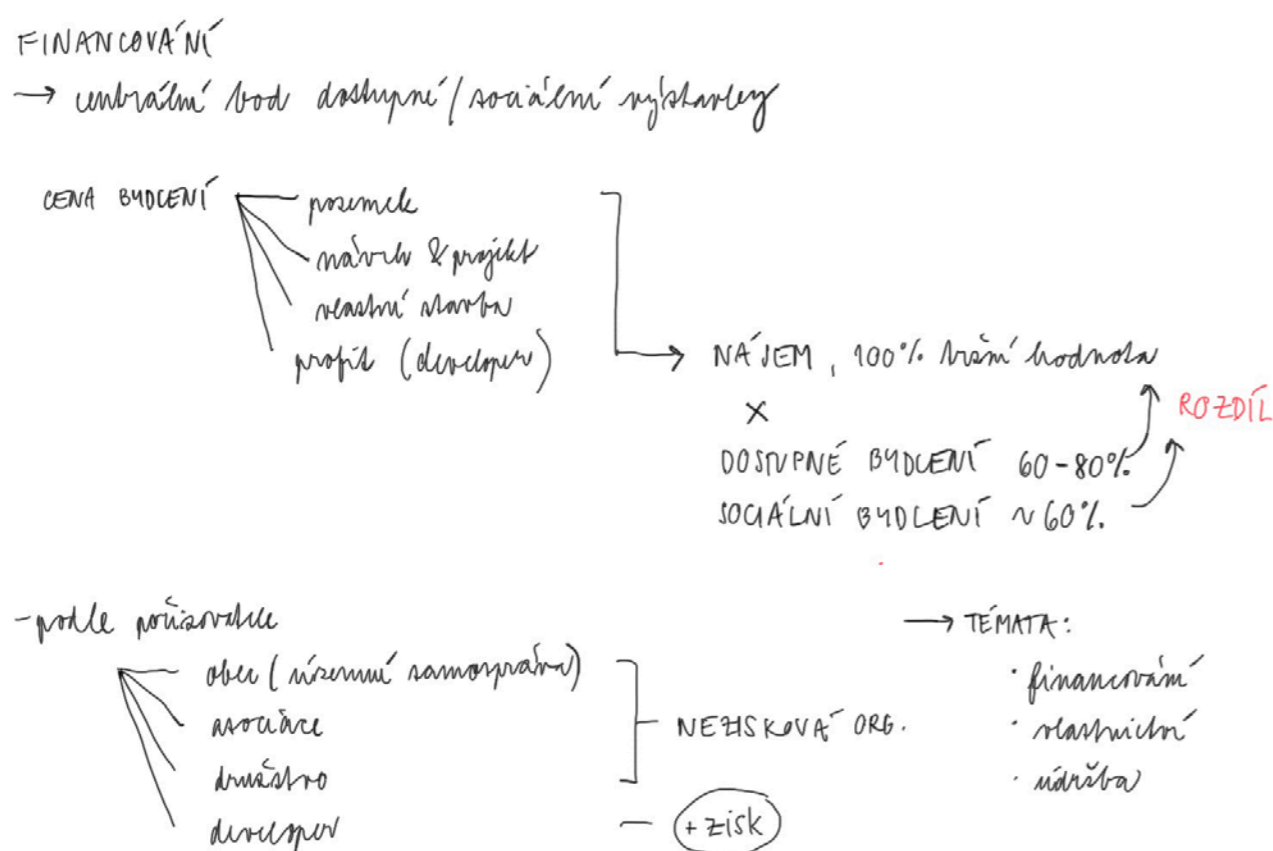 FINANCOVÁNÍ
→ centrální bod dostupné/sociální výstavby
CENA BYDLENÍ
pozemek
návrh & projekt
vlastní stavba
profit (developer)
→ NÁJEM, 100% tržní hodnota
×
DOSTUPNÉ BYDLENÍ 60-80%
SOCIÁLNÍ BYDLENÍ ~60%
ROZDÍL
- podle pořizovatele
obec (územní samospráva)
asociace
družstvo
NEZISKOVÁ ORG.
developer — +zisk
→ TÉMATA:
· financování
· vlastnictví
· údržba